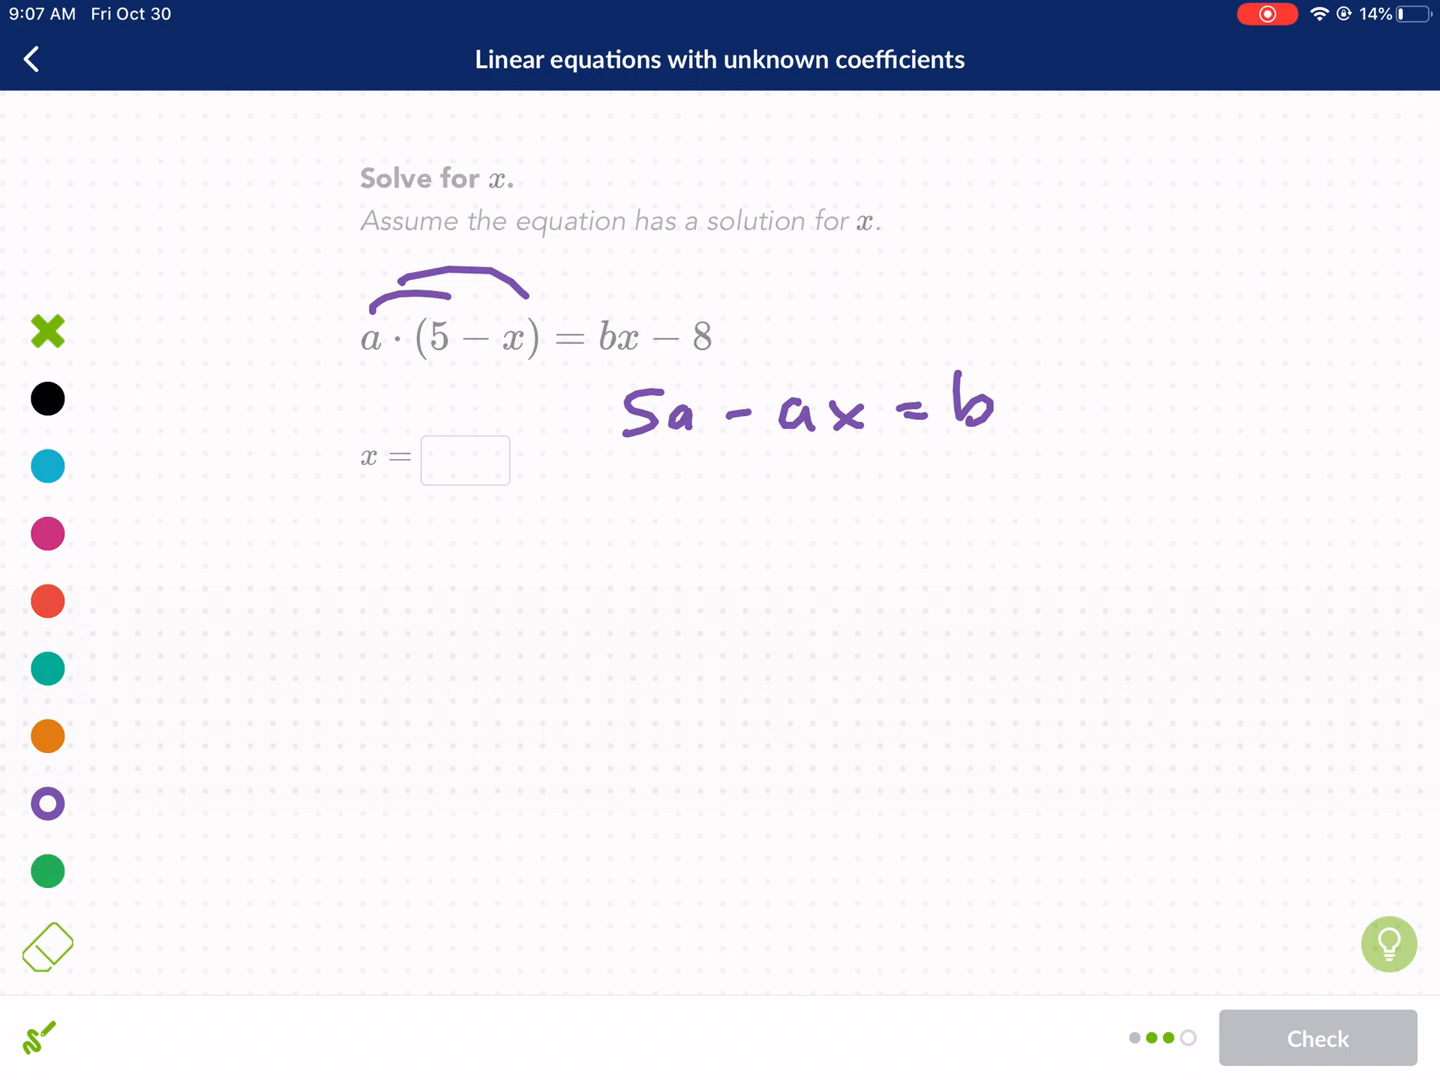 9:07 AM Fri Oct 30
14%
Linear equations with unknown coefficients
Solve for x.
Assume the equation has a solution for x.
a · (5 − x) = bx − 8
5a - ax = b
x =
Check